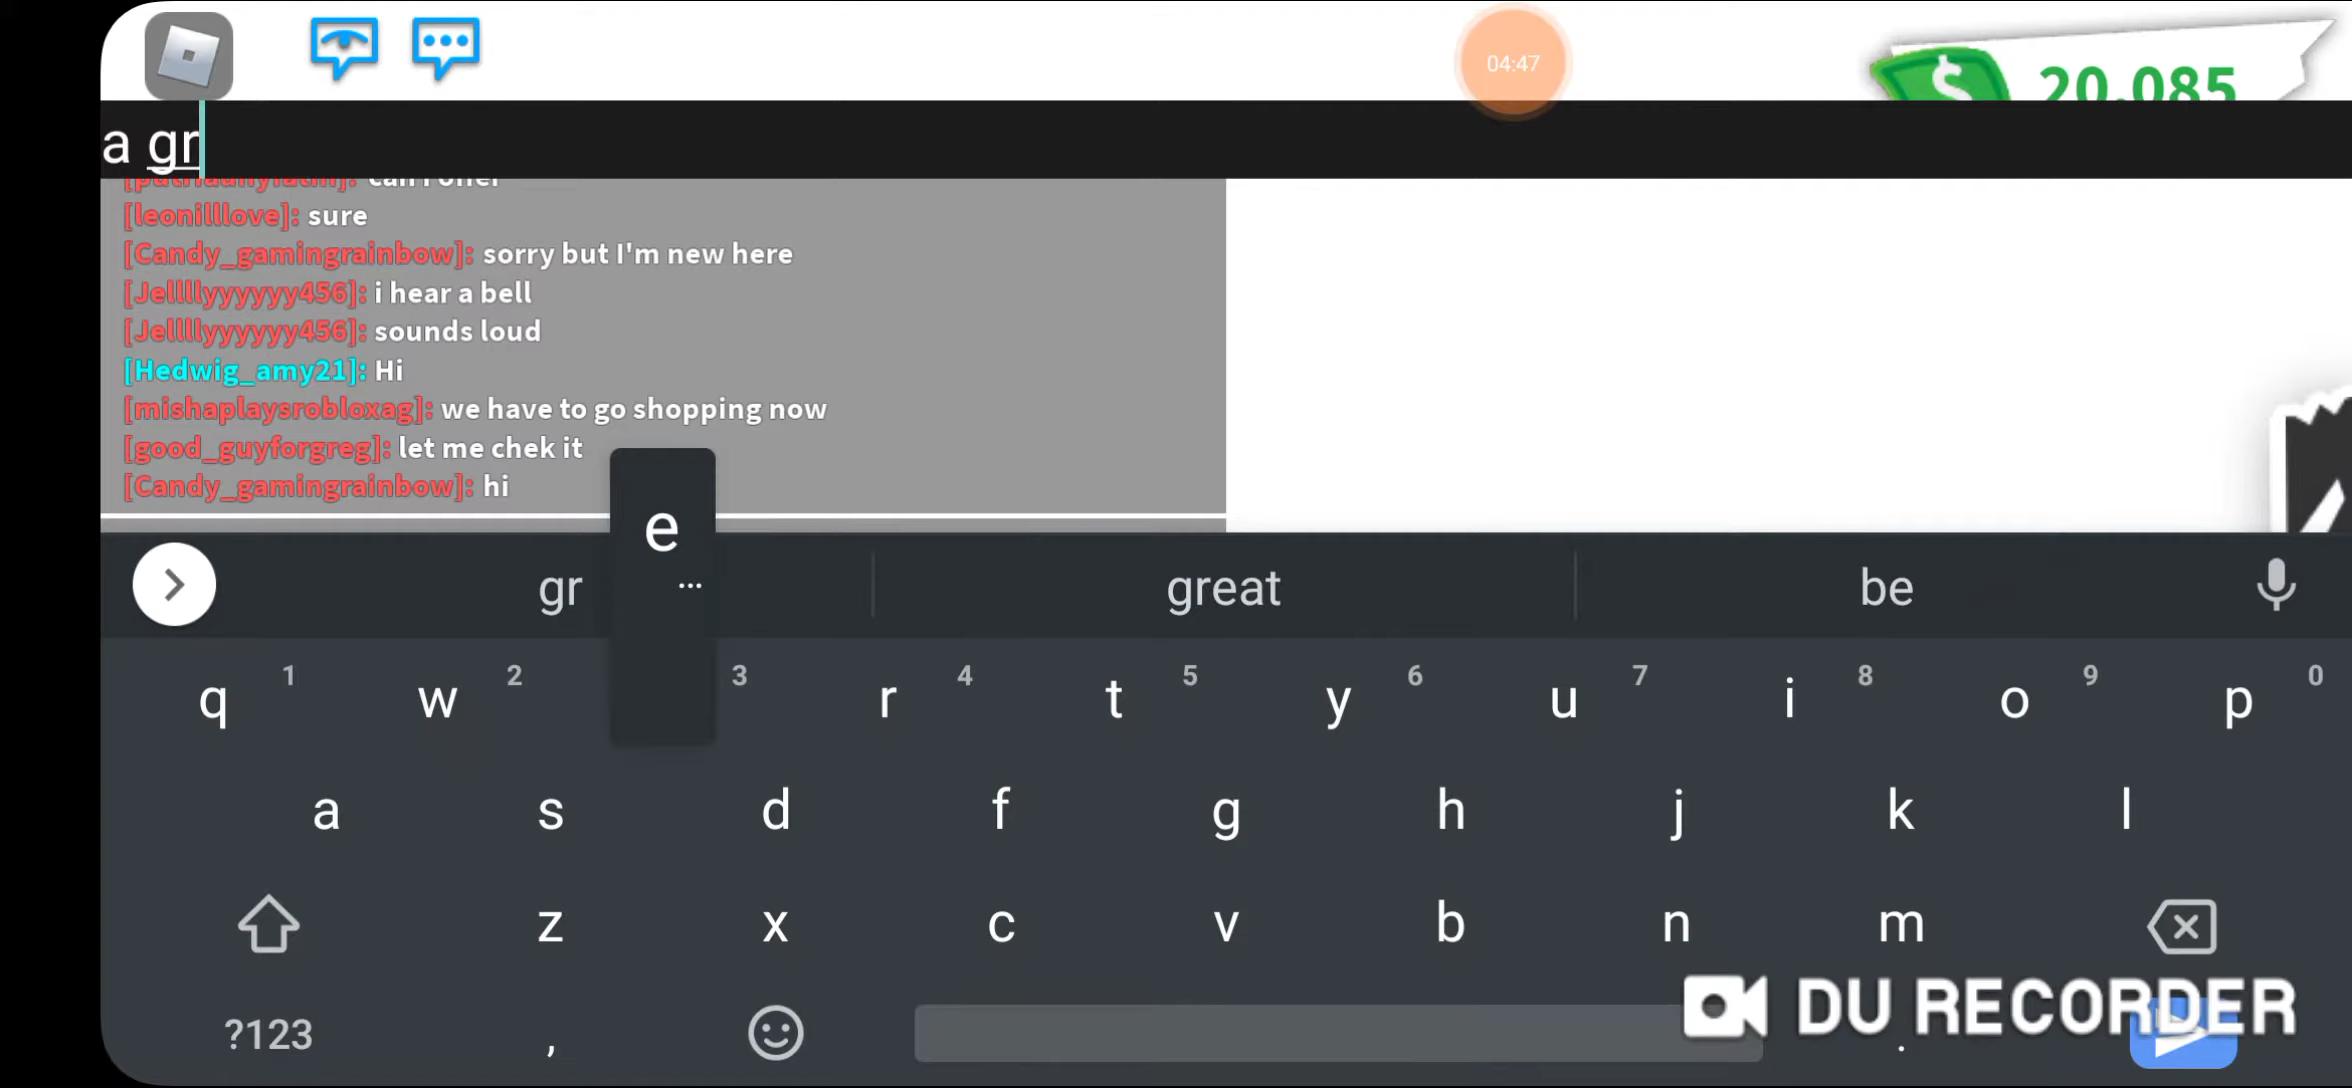 04:47
20,085
a gr
can i offer
[leonilllove]: sure
[Candy_gamingrainbow]: sorry but I'm new here
[Jellllyyyyyy456]: i hear a bell
[Jellllyyyyyy456]: sounds loud
[Hedwig_amy21]: Hi
[mishaplaysrobloxag]: we have to go shopping now
[good_guyforgreg]: let me chek it
[Candy_gamingrainbow]: hi
e
...
gr great be
1 2 3 4 5 6 7 8 9 0
q w r t y u i o p
a s d f g h j k l
z x c v b n m
DU RECORDER
?123 , .